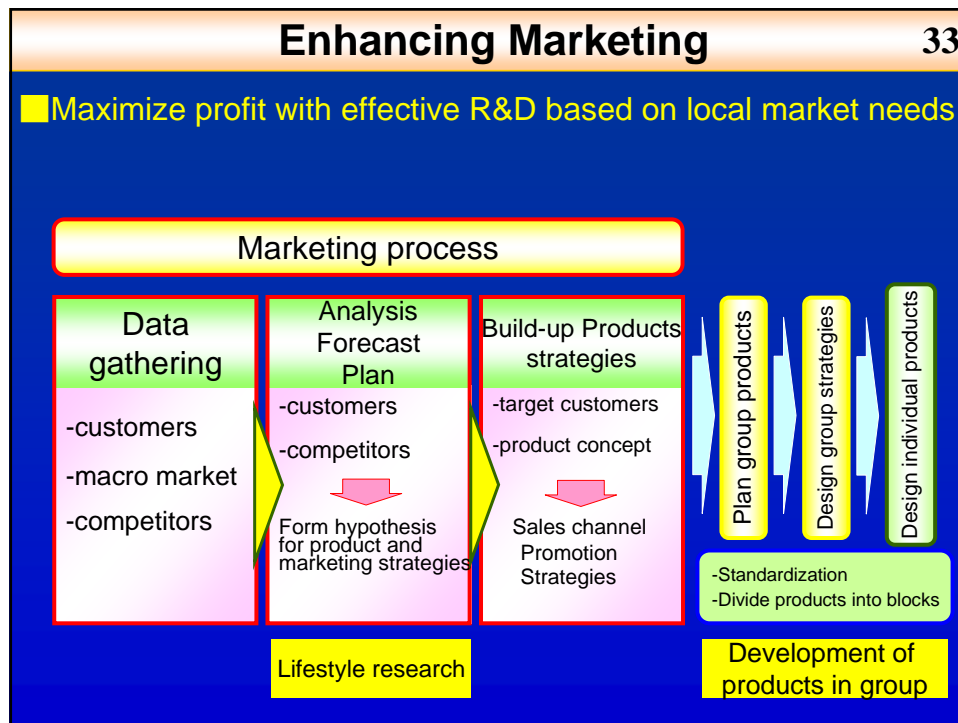 Enhancing Marketing
33
Maximize profit with effective R&D based on local market needs
Marketing process
Data
gathering
-customers
-macro market
-competitors
Analysis
Forecast
Plan
-customers
-competitors
Form hypothesis
for product and
marketing strategies
Build-up Products
strategies
-target customers
-product concept
Sales channel
Promotion
Strategies
Plan group products
Design group strategies
Design individual products
-Standardization
-Divide products into blocks
Lifestyle research
Development of
products in group